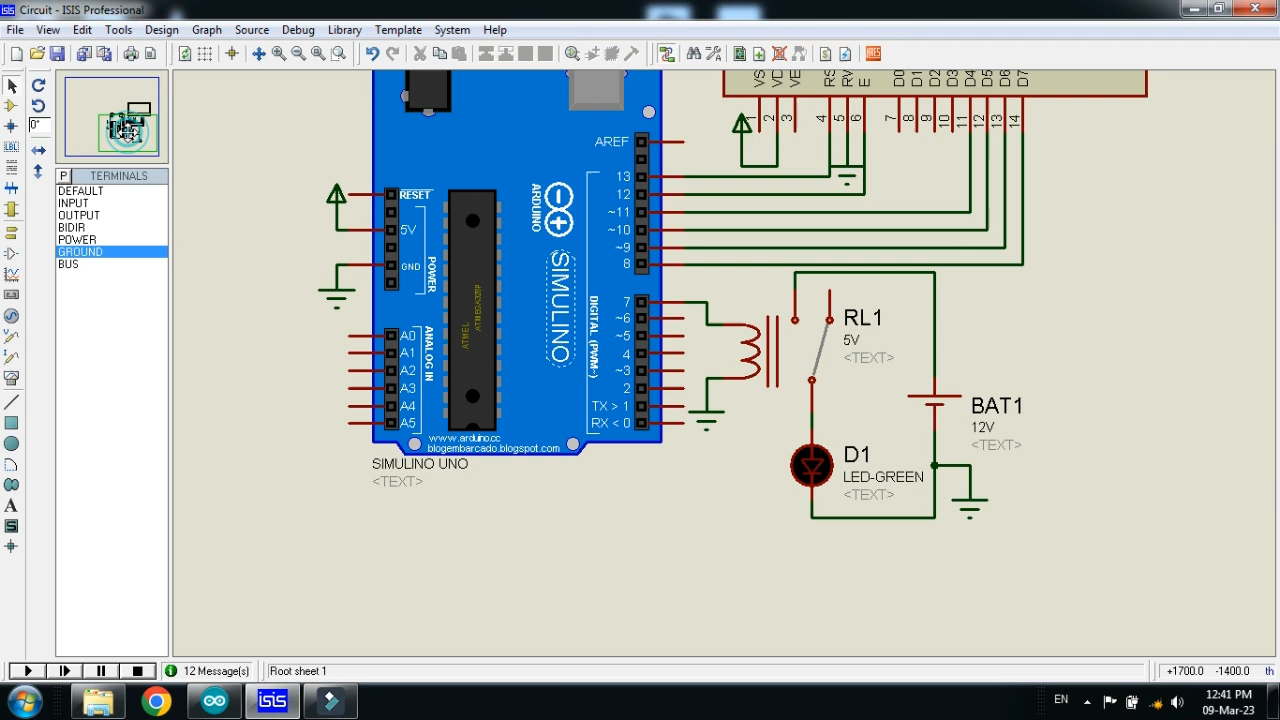 Circuit - ISIS Professional
File View Edit Tools Design Graph Source Debug Library Template System Help
0°
LBL
P TERMINALS
DEFAULT
INPUT
OUTPUT
BIDIR
POWER
GROUND
BUS
A
S
RESET
5V
GND
POWER
A0
A1
A2
A3
A4
A5
ANALOG IN
ATMEL
ATMEGA328P
ARDUINO
SIMULINO
AREF
13
12
~11
~10
~9
8
7
~6
~5
4
~3
2
TX > 1
RX < 0
DIGITAL (PWM~)
www.arduino.cc
blogembarcado.blogspot.com
SIMULINO UNO
<TEXT>
VS VD VE RS RW E D0 D1 D2 D3 D4 D5 D6 D7
1 2 3 4 5 6 7 8 9 10 11 12 13 14
RL1
5V
<TEXT>
BAT1
12V
<TEXT>
D1
LED-GREEN
<TEXT>
12 Message(s) Root sheet 1 +1700.0 -1400.0 th
isis EN 12:41 PM
09-Mar-23